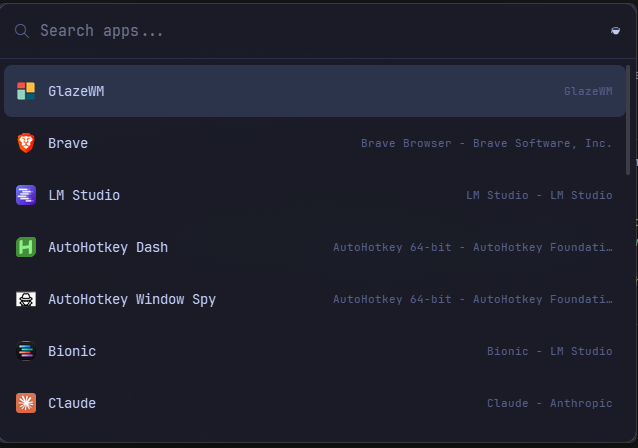 Search apps...
GlazeWM GlazeWM
Brave Brave Browser - Brave Software, Inc.
LM Studio LM Studio - LM Studio
AutoHotkey Dash AutoHotkey 64-bit - AutoHotkey Foundati…
AutoHotkey Window Spy AutoHotkey 64-bit - AutoHotkey Foundati…
Bionic Bionic - LM Studio
Claude Claude - Anthropic